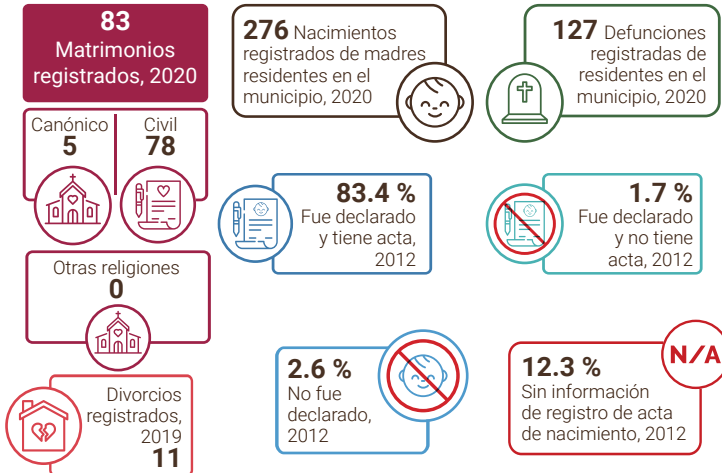 83
Matrimonios
registrados, 2020
Canónico
5
Civil
78
Otras religiones
0
Divorcios
registrados,
2019
11
276 Nacimientos
registrados de madres
residentes en el
municipio, 2020
127 Defunciones
registradas de
residentes en el
municipio, 2020
83.4 %
Fue declarado
y tiene acta,
2012
1.7 %
Fue declarado
y no tiene
acta, 2012
2.6 %
No fue
declarado,
2012
N/A
12.3 %
Sin información
de registro de acta
de nacimiento, 2012